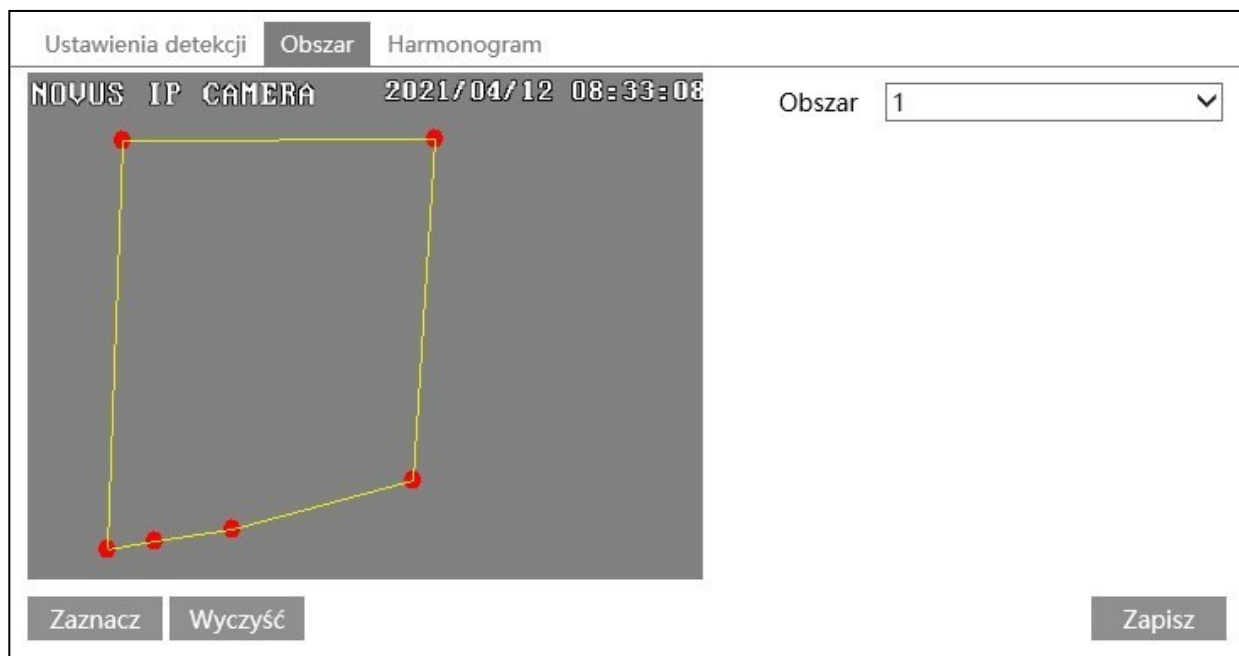 Ustawienia detekcji Obszar Harmonogram
NOVUS IP CAMERA 2021/04/12 08:33:08
Obszar 1
Zaznacz Wyczyść Zapisz